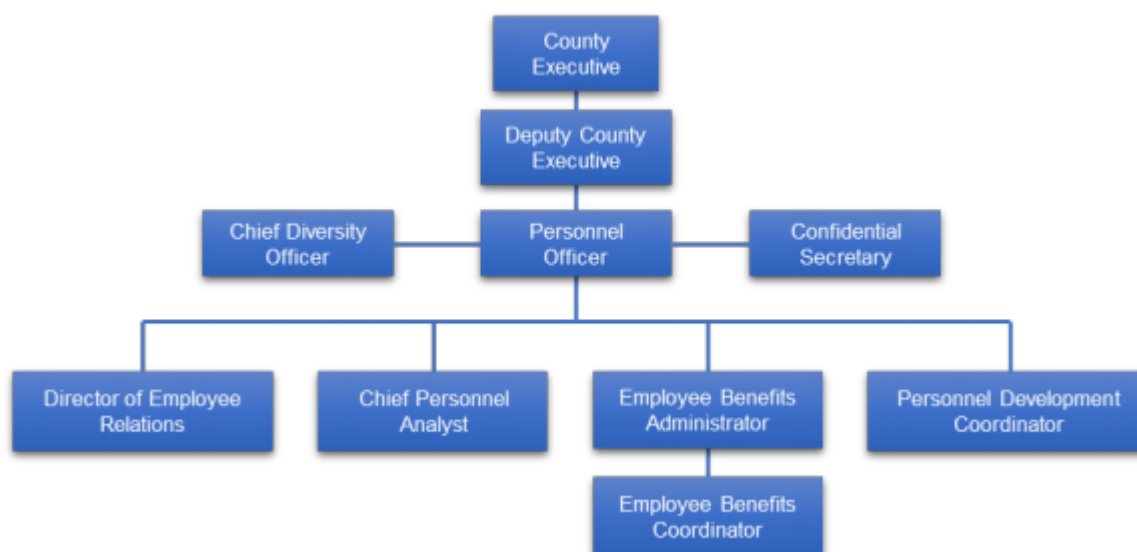 County
Executive
Deputy County
Executive
Chief Diversity
Officer
Personnel
Officer
Confidential
Secretary
Director of Employee
Relations
Chief Personnel
Analyst
Employee Benefits
Administrator
Personnel Development
Coordinator
Employee Benefits
Coordinator